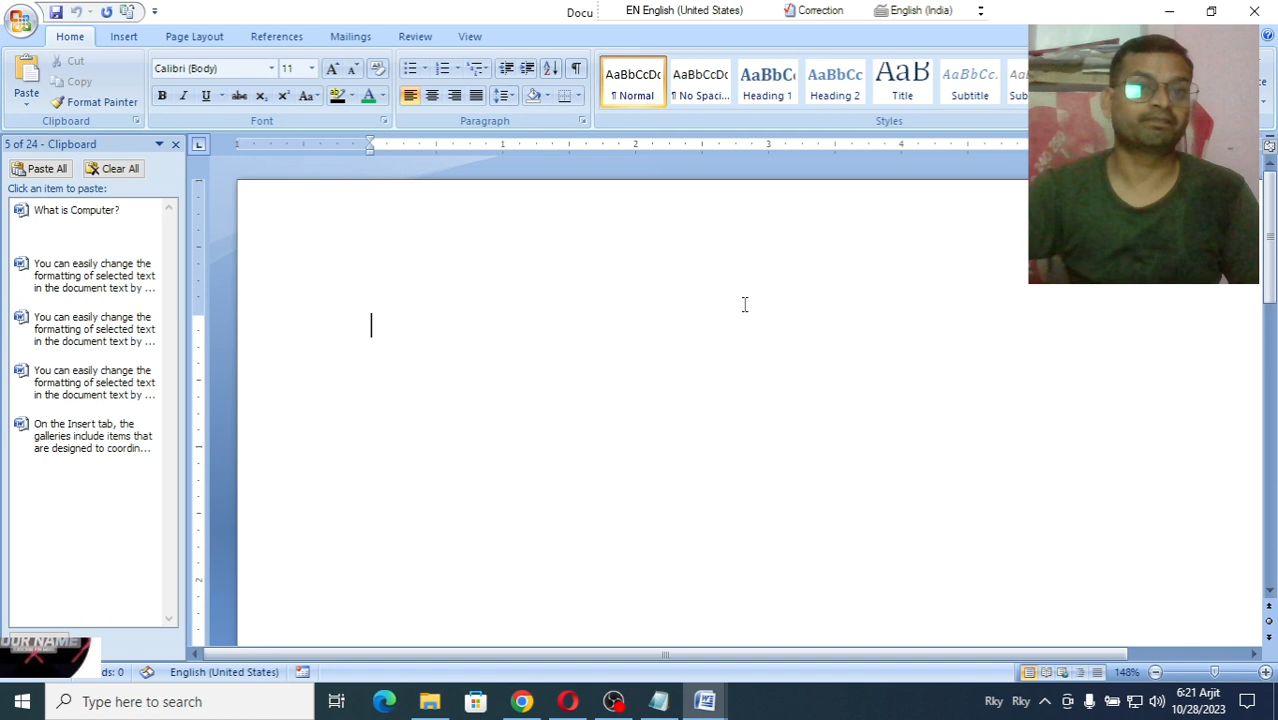 Docu
EN English (United States)
Correction
English (India)
Home
Insert
Page Layout
References
Mailings
Review
View
Paste
Cut
Copy
Format Painter
Clipboard
Calibri (Body)
11
Font
Paragraph
AaBbCcDc
¶ Normal
AaBbCcDc
¶ No Spaci...
AaBbCc
Heading 1
AaBbCc
Heading 2
AaB
Title
AaBbCc.
Subtitle
Styles
5 of 24 - Clipboard
Paste All
Clear All
Click an item to paste:
What is Computer?
You can easily change the
formatting of selected text
in the document text by ...
You can easily change the
formatting of selected text
in the document text by ...
You can easily change the
formatting of selected text
in the document text by ...
On the Insert tab, the
galleries include items that
are designed to coordin...
OUR NAME
ds: 0
English (United States)
148%
Type here to search
Rky
Rky
6:21 Arjit
10/28/2023